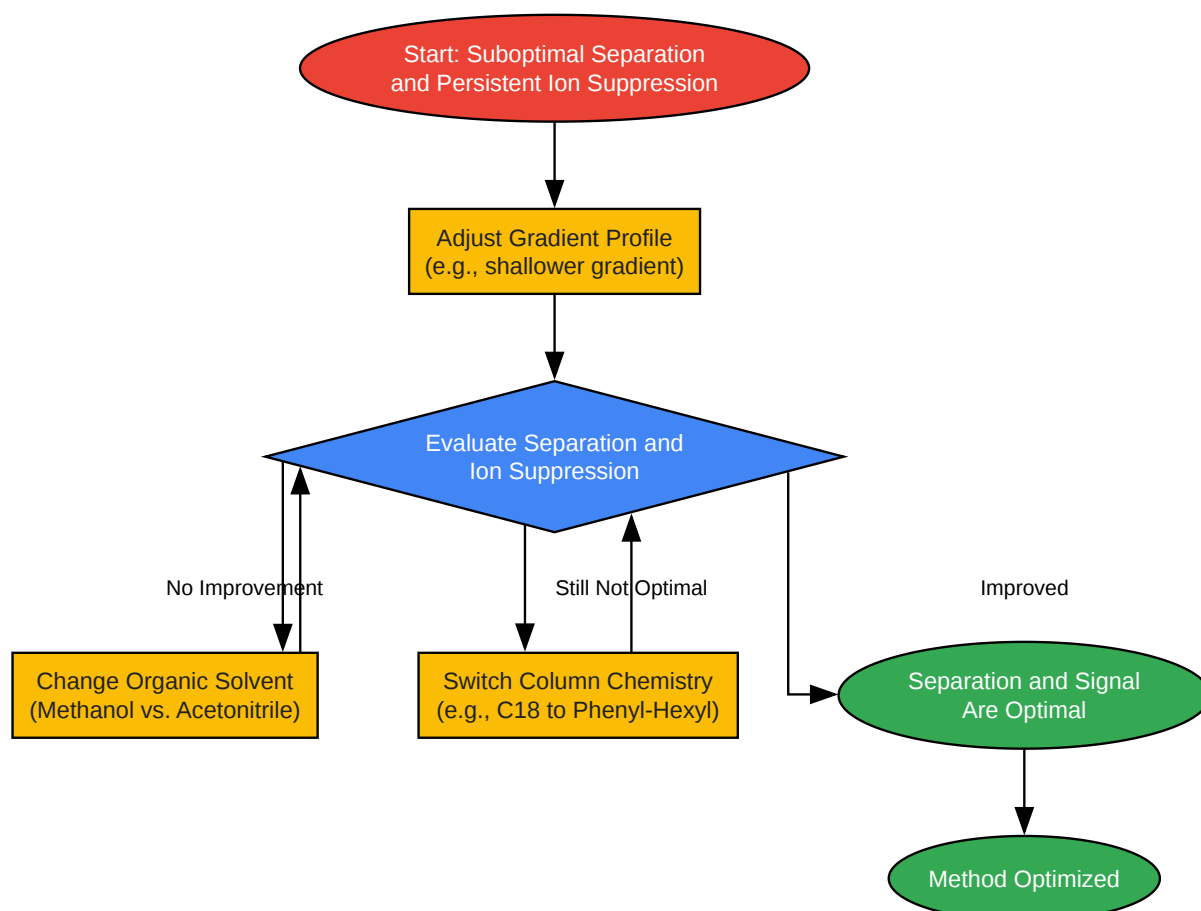 Start: Suboptimal Separation
and Persistent Ion Suppression
Adjust Gradient Profile
(e.g., shallower gradient)
Evaluate Separation and
Ion Suppression
No Improvement
Still Not Optimal
Improved
Change Organic Solvent
(Methanol vs. Acetonitrile)
Switch Column Chemistry
(e.g., C18 to Phenyl-Hexyl)
Separation and Signal
Are Optimal
Method Optimized